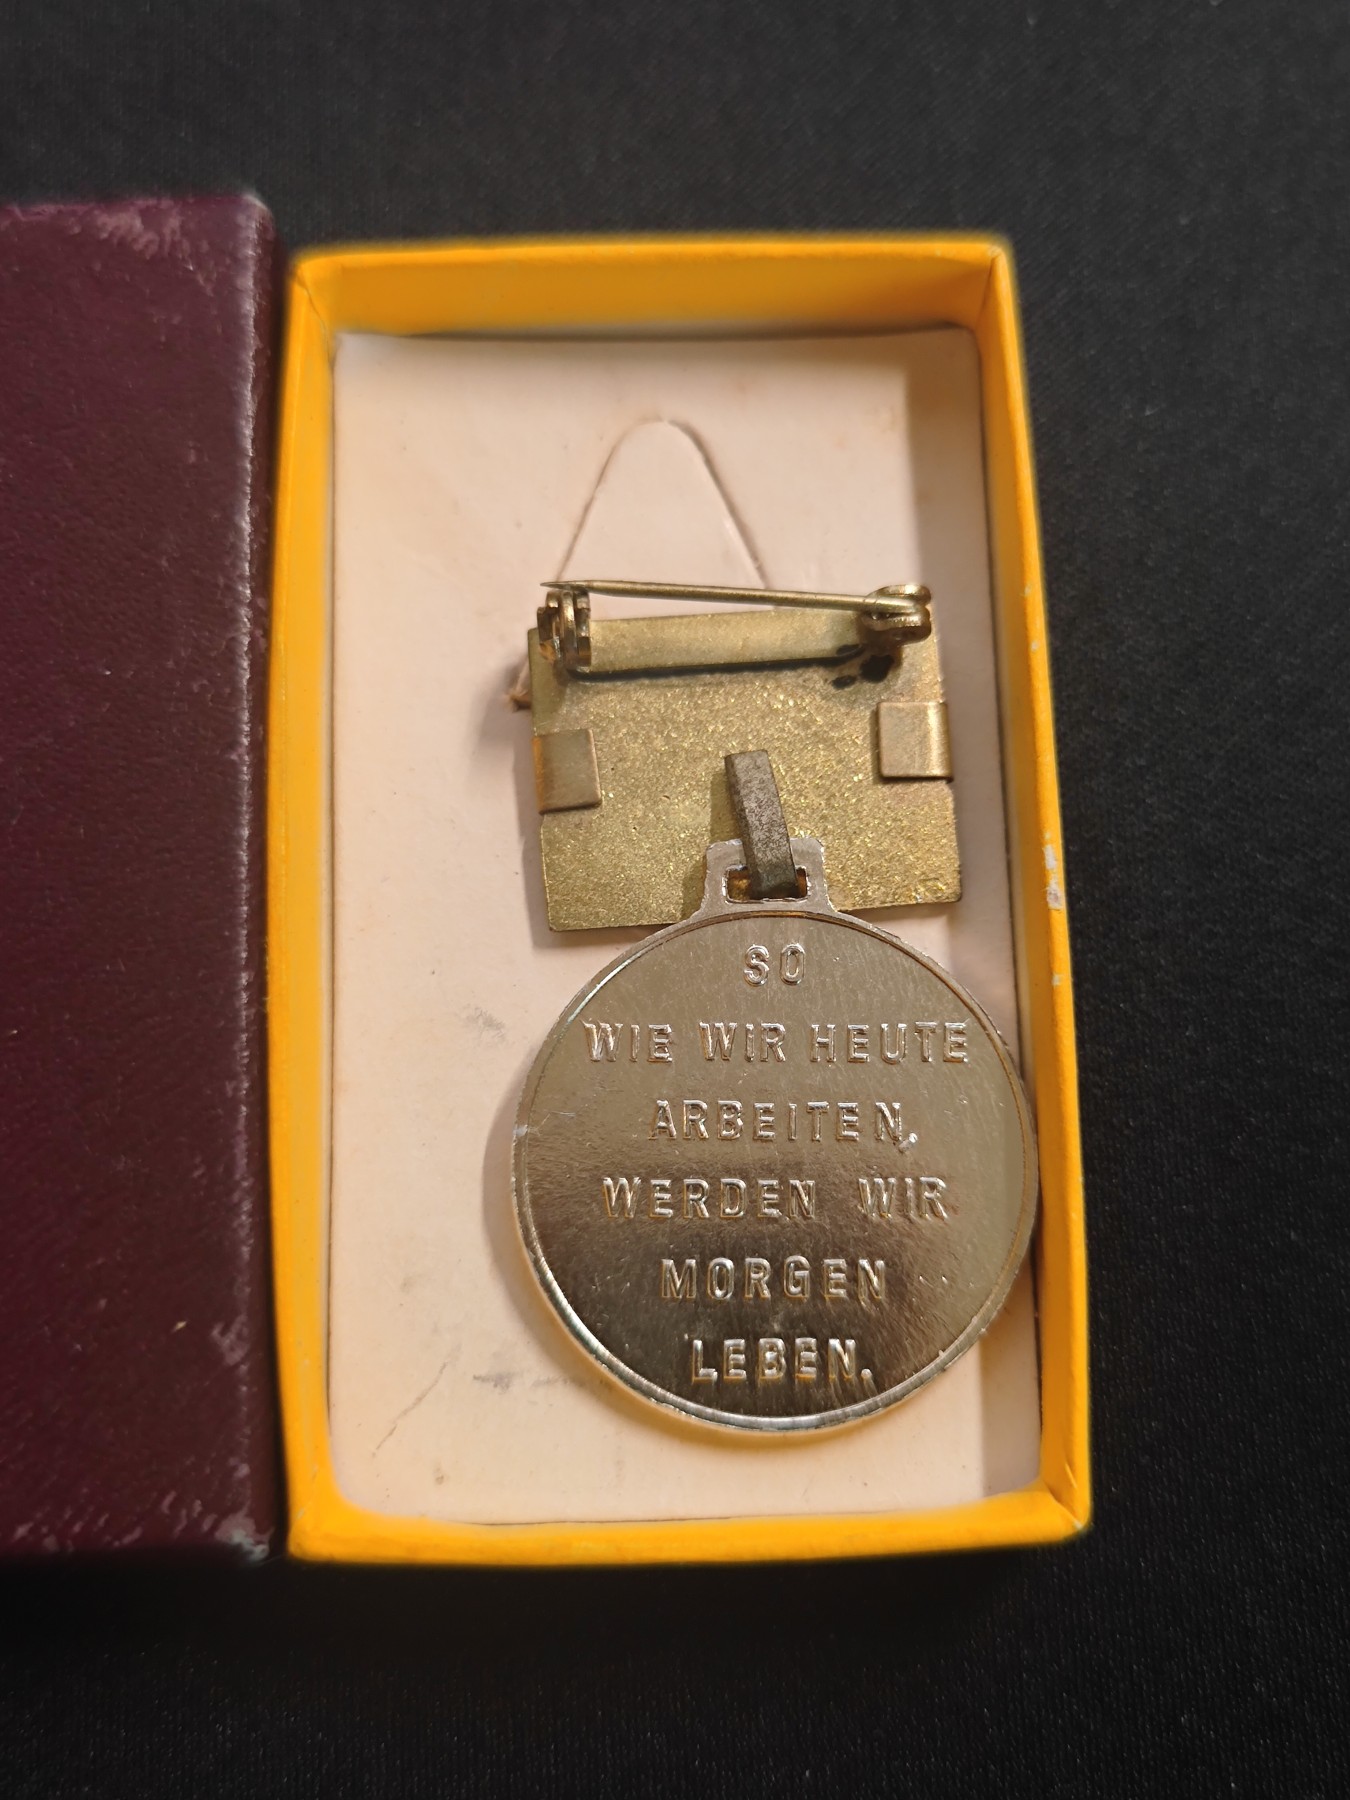 SO
WIE WIR HEUTE
ARBEITEN,
WERDEN WIR
MORGEN
LEBEN.